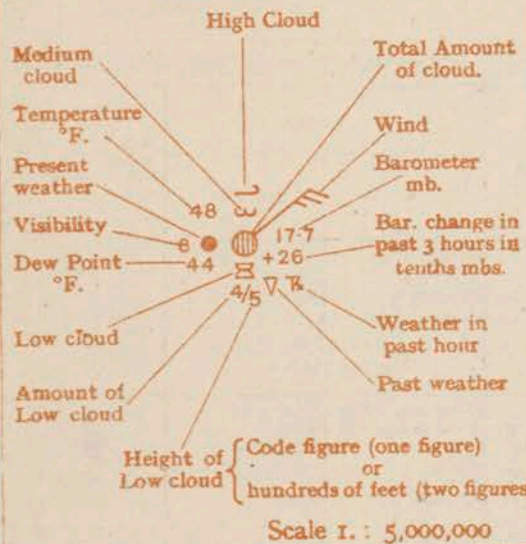 High Cloud
Medium cloud
Total Amount of cloud.
Temperature °F.
Wind
Present weather
Barometer mb.
48
Visibility
8
17·7
Bar. change in past 3 hours in tenths mbs.
+26
Dew Point °F.
44
4/5
Low cloud
Weather in past hour
Amount of Low cloud
Past weather
Height of Low cloud
Code figure (one figure)
or
hundreds of feet (two figures
Scale 1. : 5,000,000